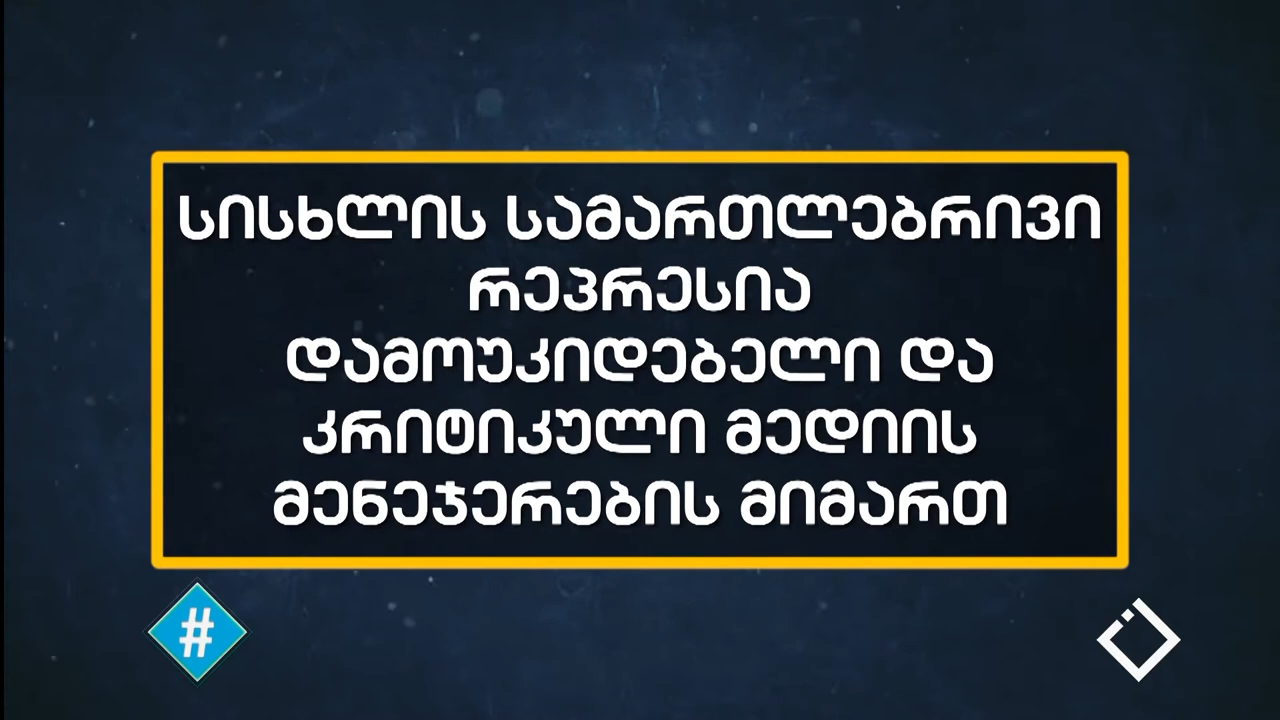 სისხლის სამართლებრივი
რეპრესია
დამოუკიდებელი და
კრიტიკული მედიის
მენეჯერების მიმართ
#